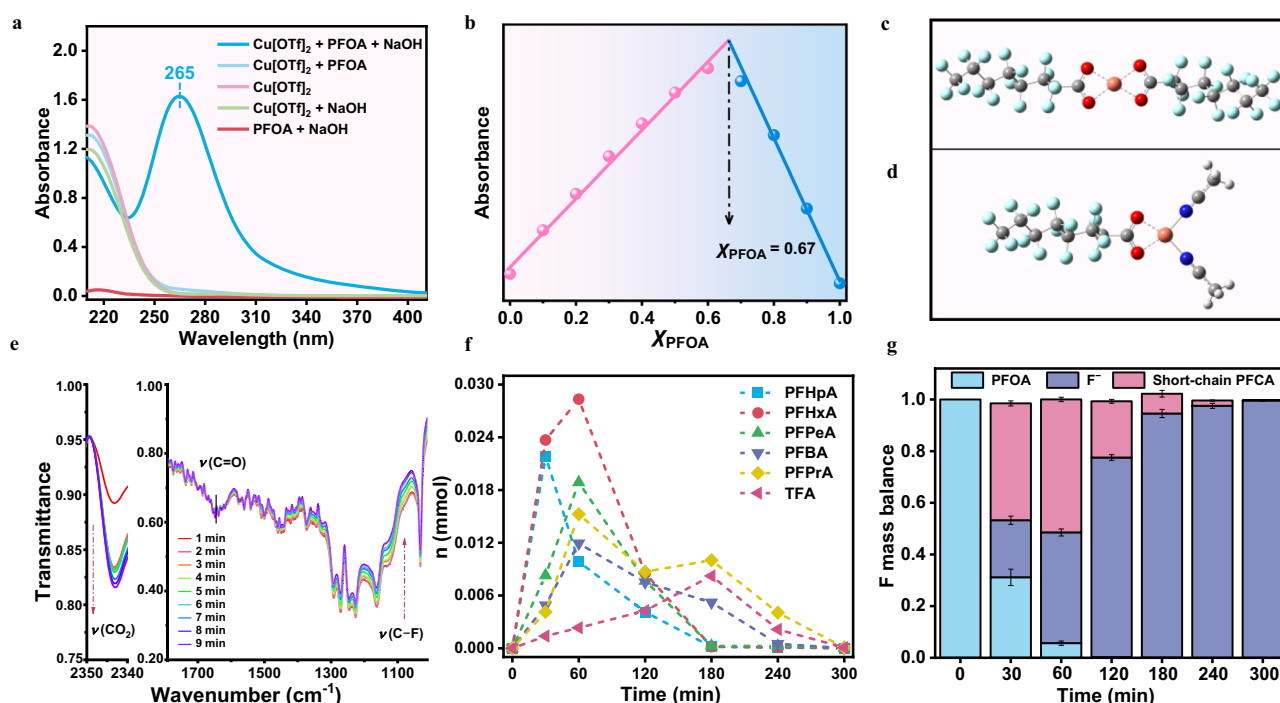 a
Absorbance
2.0
1.6
1.2
0.8
0.4
0.0
265
Cu[OTf]₂ + PFOA + NaOH
Cu[OTf]₂ + PFOA
Cu[OTf]₂
Cu[OTf]₂ + NaOH
PFOA + NaOH
220 250 280 310 340 370 400
Wavelength (nm)
b
Absorbance
χPFOA = 0.67
0.0 0.2 0.4 0.6 0.8 1.0
χPFOA
c
d
e
Transmittance
1.00
0.95
0.90
0.85
0.80
0.75
ν(CO₂)
2350 2340
1.00
0.80
0.60
0.40
0.20
ν(C=O)
1 min
2 min
3 min
4 min
5 min
6 min
7 min
8 min
9 min
ν(C−F)
1700 1500 1300 1100
Wavenumber (cm⁻¹)
f
n (mmol)
0.030
0.024
0.018
0.012
0.006
0.000
PFHpA
PFHxA
PFPeA
PFBA
PFPrA
TFA
0 60 120 180 240 300
Time (min)
g
F mass balance
PFOA F⁻ Short-chain PFCA
1.0
0.8
0.6
0.4
0.2
0.0
0 30 60 120 180 240 300
Time (min)